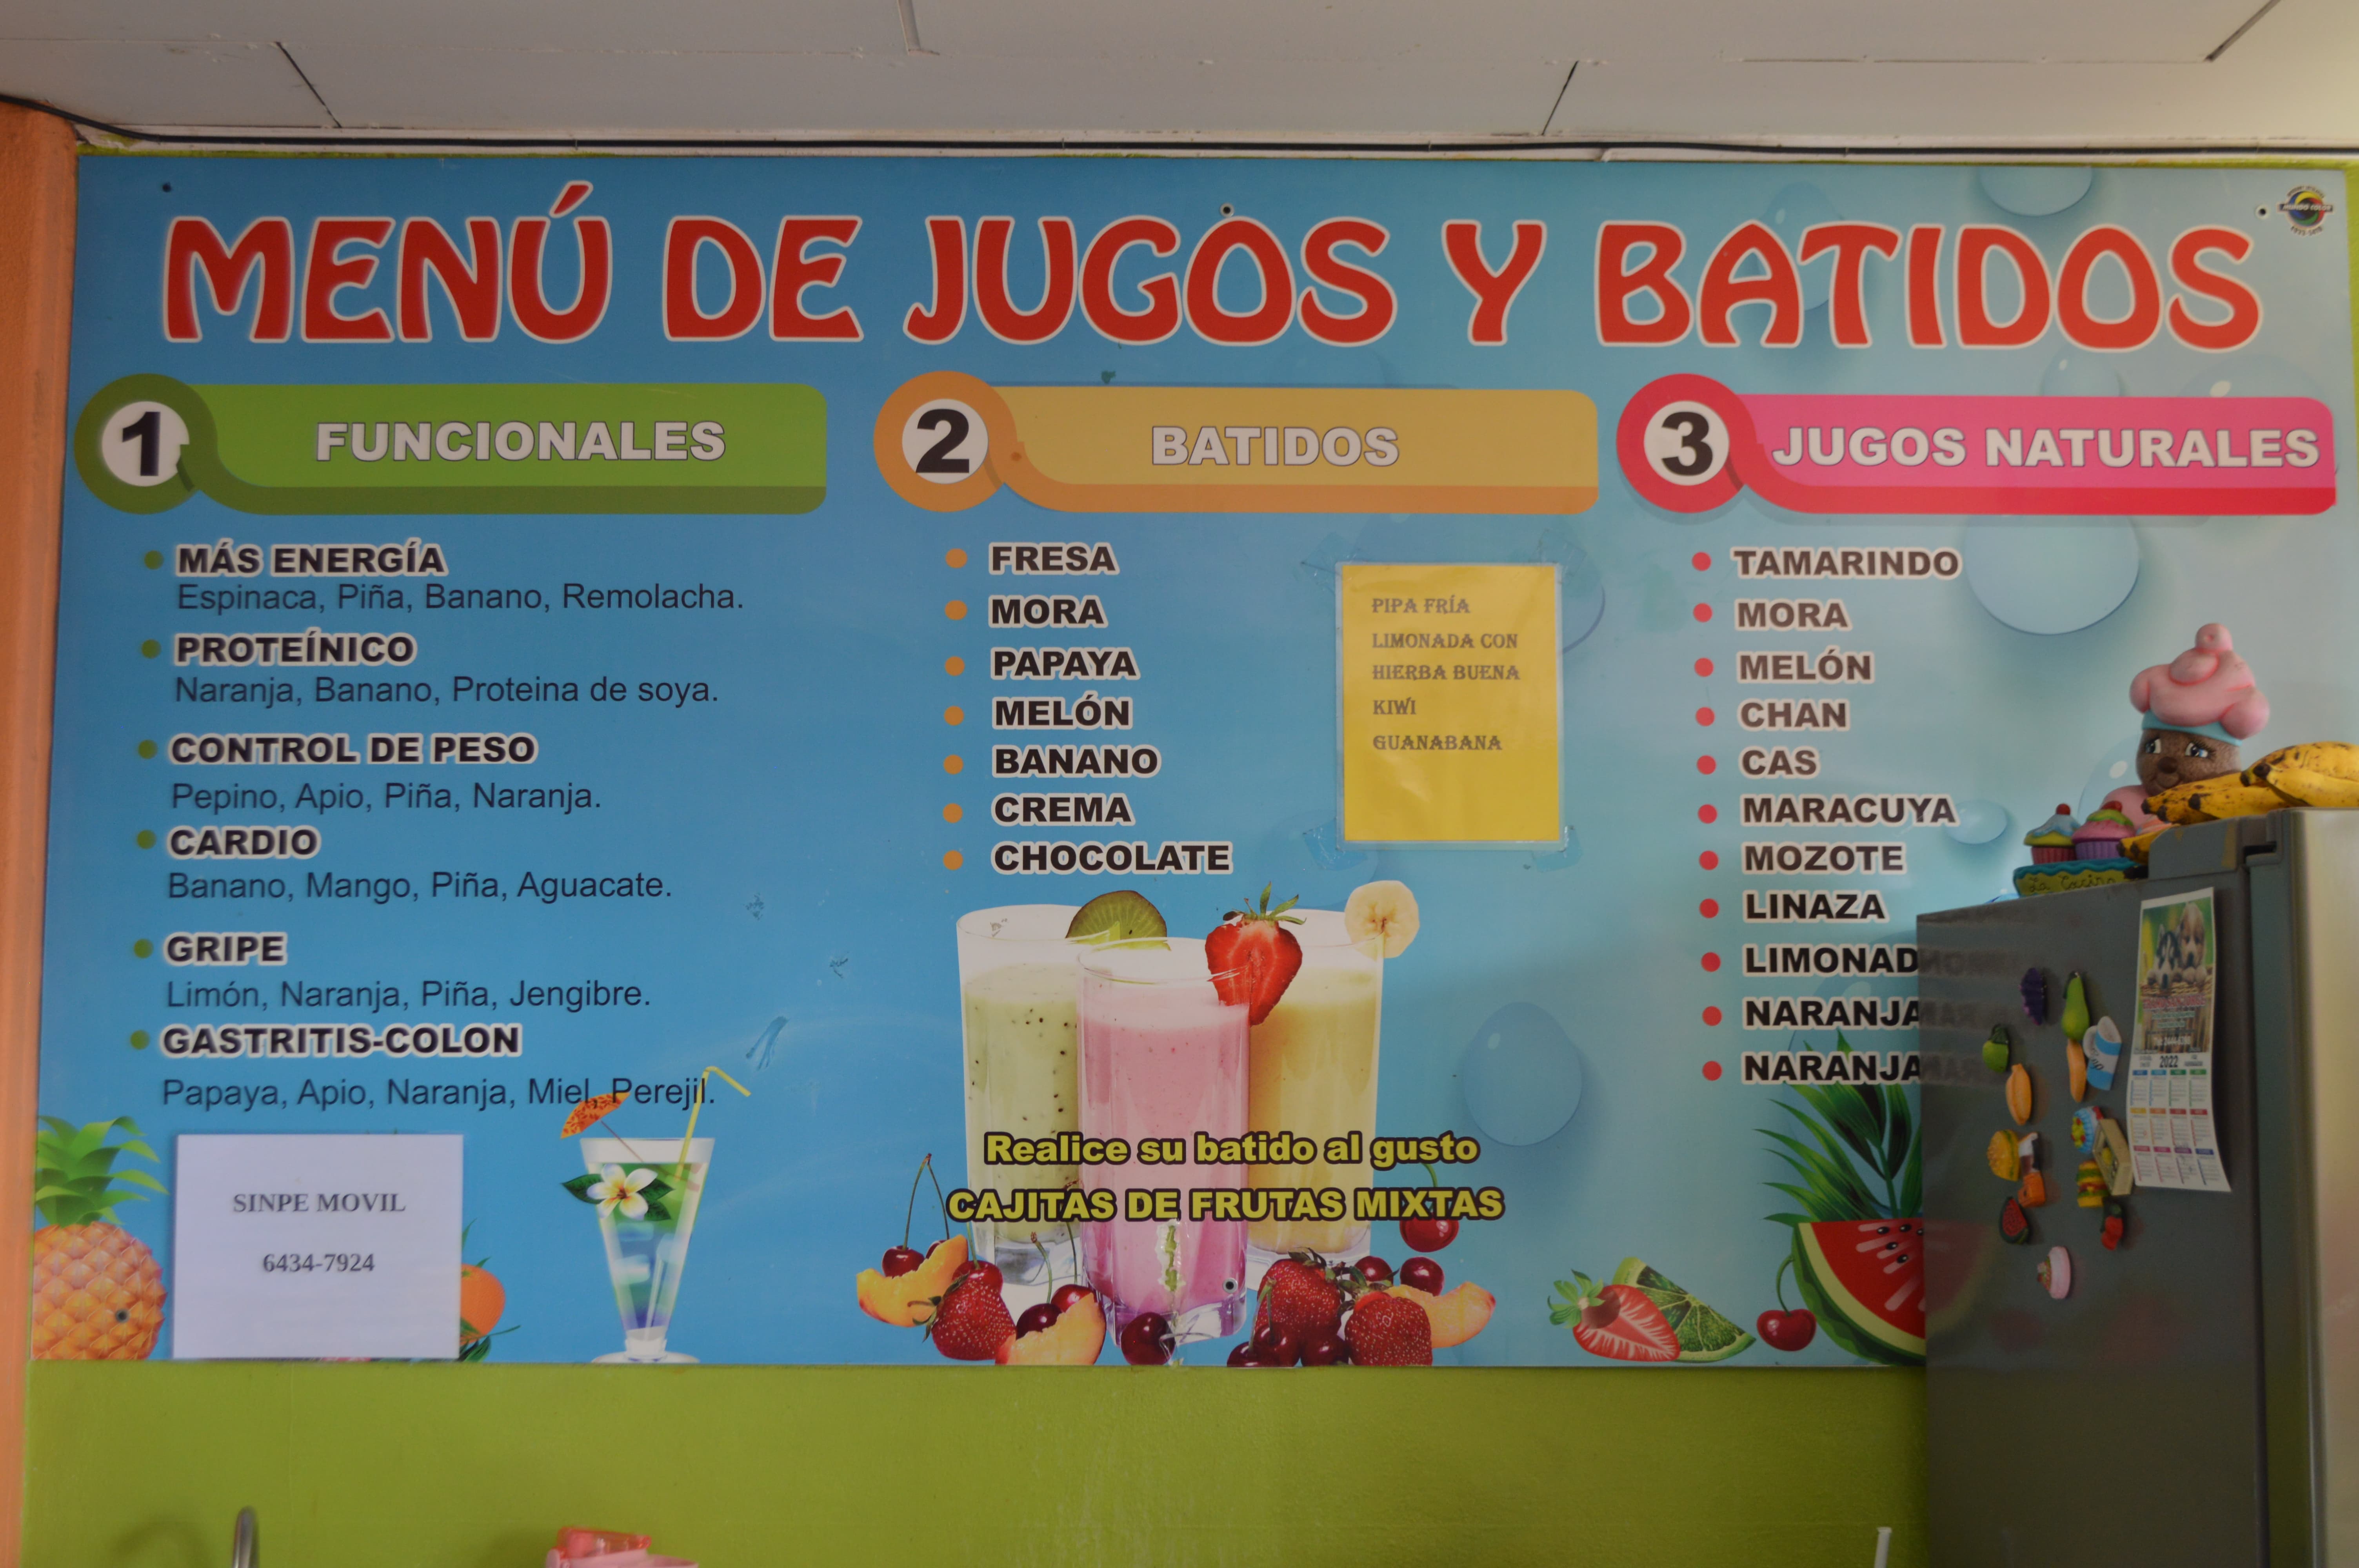 MENÚ DE JUGOS Y BATIDOS
1 FUNCIONALES
MÁS ENERGÍA
Espinaca, Piña, Banano, Remolacha.
PROTEÍNICO
Naranja, Banano, Proteina de soya.
CONTROL DE PESO
Pepino, Apio, Piña, Naranja.
CARDIO
Banano, Mango, Piña, Aguacate.
GRIPE
Limón, Naranja, Piña, Jengibre.
GASTRITIS-COLON
Papaya, Apio, Naranja, Miel, Perejil.
SINPE MOVIL
6434-7924
2 BATIDOS
FRESA
MORA
PAPAYA
MELÓN
BANANO
CREMA
CHOCOLATE
PIPA FRÍA
LIMONADA CON
HIERBA BUENA
KIWI
GUANABANA
Realice su batido al gusto
CAJITAS DE FRUTAS MIXTAS
3 JUGOS NATURALES
TAMARINDO
MORA
MELÓN
CHAN
CAS
MARACUYA
MOZOTE
LINAZA
LIMONAD
NARANJA
NARANJA
La Cocina
2022